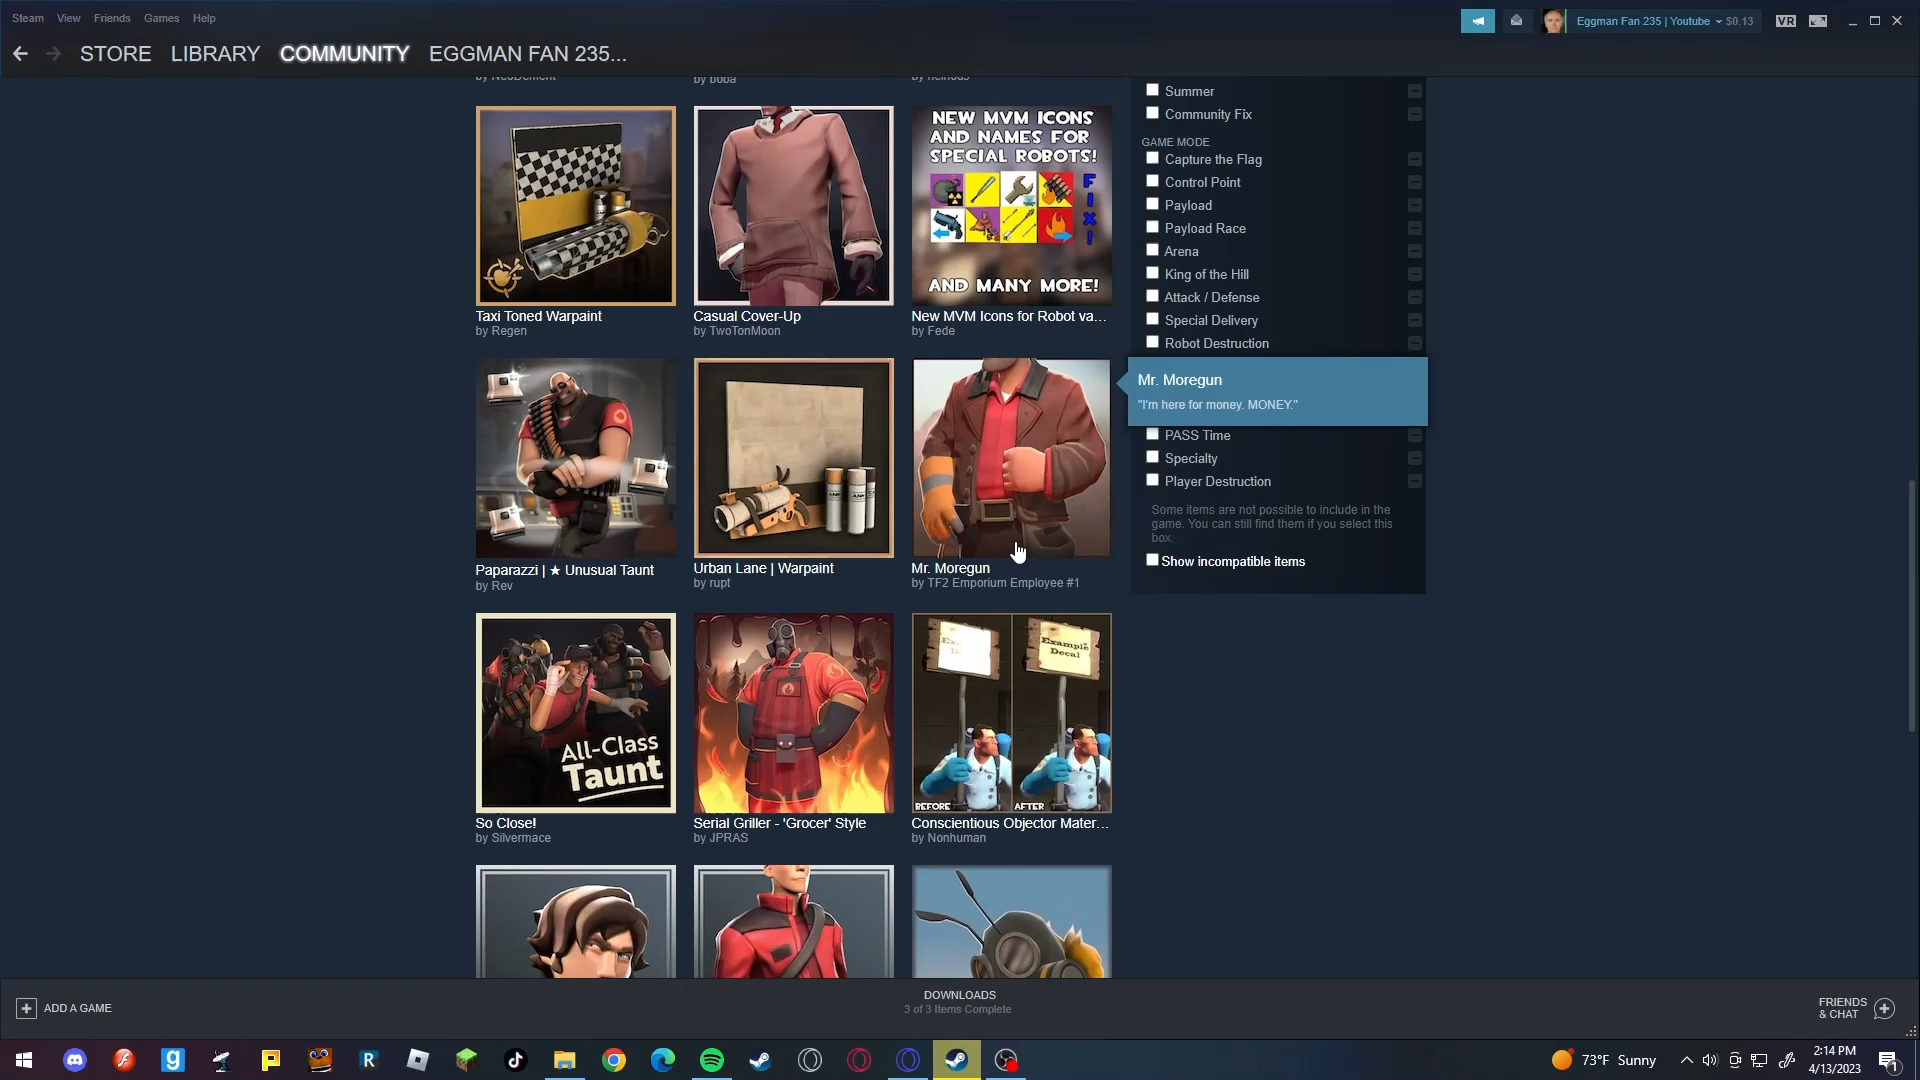 Steam View Friends Games Help
Eggman Fan 235 | Youtube $0.13
VR
STORE LIBRARY COMMUNITY EGGMAN FAN 235...
by NeoDement
by boba
Summer
Community Fix
GAME MODE
Capture the Flag
Control Point
Payload
Payload Race
Arena
King of the Hill
Attack / Defense
Special Delivery
Robot Destruction
Mr. Moregun
"I'm here for money. MONEY."
PASS Time
Specialty
Player Destruction
Some items are not possible to include in the
game. You can still find them if you select this
box.
Show incompatible items
NEW MVM ICONS
AND NAMES FOR
SPECIAL ROBOTS!
FIX!
AND MANY MORE!
Taxi Toned Warpaint
by Regen
Casual Cover-Up
by TwoTonMoon
New MVM Icons for Robot va...
by Fede
Paparazzi | ★ Unusual Taunt
by Rev
Urban Lane | Warpaint
by rupt
Mr. Moregun
by TF2 Emporium Employee #1
All-Class
Taunt
Example
Decal
BEFORE
AFTER
So Close!
by Silvermace
Serial Griller - 'Grocer' Style
by JPRAS
Conscientious Objector Mater...
by Nonhuman
ADD A GAME
DOWNLOADS
3 of 3 Items Complete
FRIENDS
& CHAT
73°F Sunny
2:14 PM
4/13/2023
1